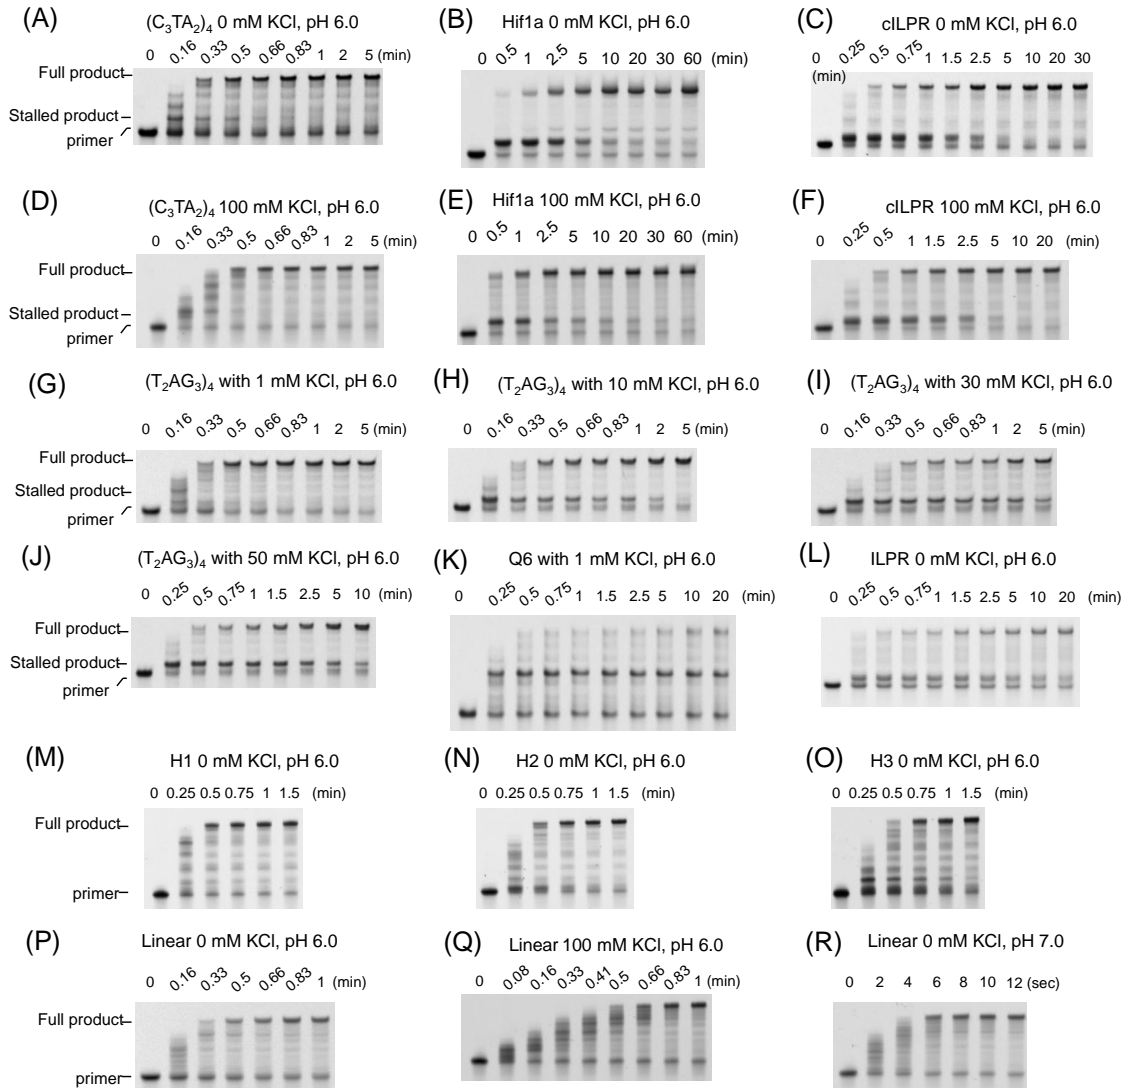 (A)
(C3TA2)4 0 mM KCl, pH 6.0
0 0.16 0.33 0.5 0.66 0.83 1 2 5 (min)
Full product
Stalled product
primer
(B)
Hif1a 0 mM KCl, pH 6.0
0 0.5 1 2.5 5 10 20 30 60 (min)
(C)
cILPR 0 mM KCl, pH 6.0
0 0.25 0.5 0.75 1 1.5 2.5 5 10 20 30
(min)
(D)
(C3TA2)4 100 mM KCl, pH 6.0
0 0.16 0.33 0.5 0.66 0.83 1 2 5 (min)
Full product
Stalled product
primer
(E)
Hif1a 100 mM KCl, pH 6.0
0 0.5 1 2.5 5 10 20 30 60 (min)
(F)
cILPR 100 mM KCl, pH 6.0
0 0.25 0.5 1 1.5 2.5 5 10 20 (min)
(G)
(T2AG3)4 with 1 mM KCl, pH 6.0
0 0.16 0.33 0.5 0.66 0.83 1 2 5 (min)
Full product
Stalled product
primer
(H)
(T2AG3)4 with 10 mM KCl, pH 6.0
0 0.16 0.33 0.5 0.66 0.83 1 2 5 (min)
(I)
(T2AG3)4 with 30 mM KCl, pH 6.0
0 0.16 0.33 0.5 0.66 0.83 1 2 5 (min)
(J)
(T2AG3)4 with 50 mM KCl, pH 6.0
0 0.25 0.5 0.75 1 1.5 2.5 5 10 (min)
Full product
Stalled product
primer
(K)
Q6 with 1 mM KCl, pH 6.0
0 0.25 0.5 0.75 1 1.5 2.5 5 10 20 (min)
(L)
ILPR 0 mM KCl, pH 6.0
0 0.25 0.5 0.75 1 1.5 2.5 5 10 20 (min)
(M)
H1 0 mM KCl, pH 6.0
0 0.25 0.5 0.75 1 1.5 (min)
Full product
primer
(N)
H2 0 mM KCl, pH 6.0
0 0.25 0.5 0.75 1 1.5 (min)
(O)
H3 0 mM KCl, pH 6.0
0 0.25 0.5 0.75 1 1.5 (min)
(P)
Linear 0 mM KCl, pH 6.0
0 0.16 0.33 0.5 0.66 0.83 1 (min)
Full product
primer
(Q)
Linear 100 mM KCl, pH 6.0
0 0.08 0.16 0.33 0.41 0.5 0.66 0.83 1 (min)
(R)
Linear 0 mM KCl, pH 7.0
0 2 4 6 8 10 12 (sec)